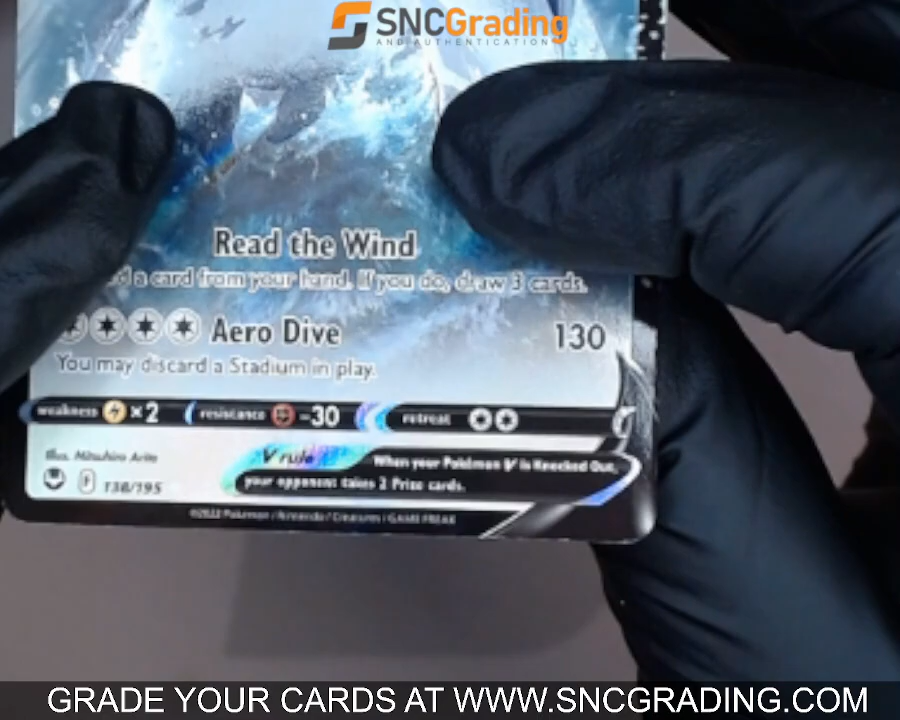 SNCGrading
AND AUTHENTICATION
Read the Wind
a card from your hand. If you do, draw 3 cards.
Aero Dive 130
You may discard a Stadium in play.
weakness ×2 resistance -30 retreat
Illus. Mitsuhiro Arita
V rule When your Pokémon V is Knocked Out,
F 138/195 your opponent takes 2 Prize cards.
©2022 Pokémon / Nintendo / Creatures / GAME FREAK
GRADE YOUR CARDS AT WWW.SNCGRADING.COM